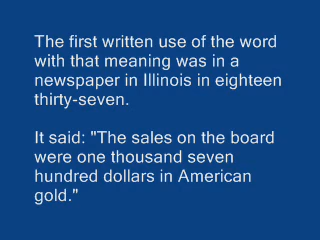 The first written use of the word
with that meaning was in a
newspaper in Illinois in eighteen
thirty-seven.
It said: "The sales on the board
were one thousand seven
hundred dollars in American
gold."